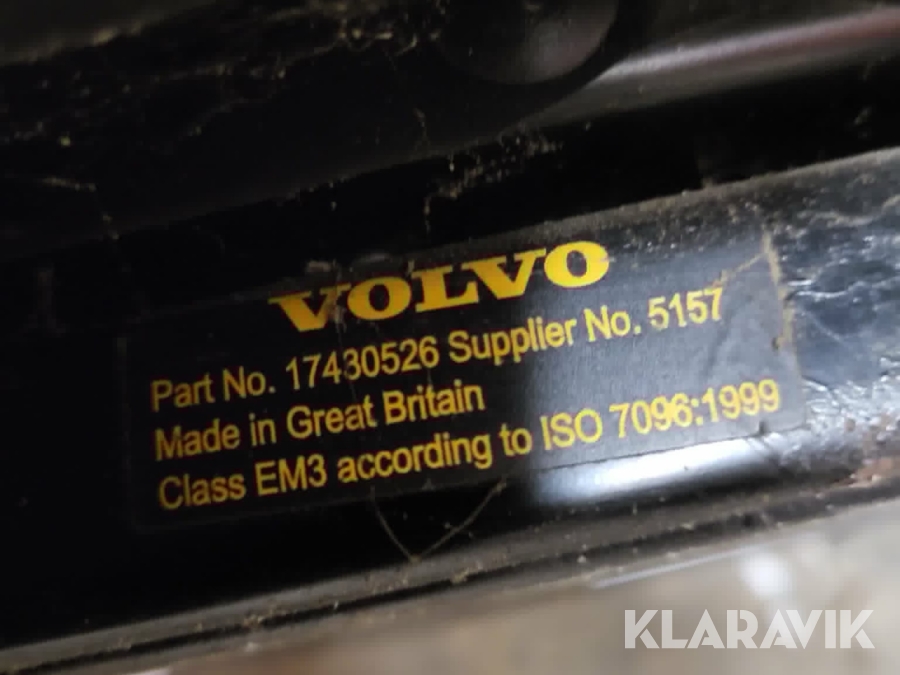 VOLVO
Part No. 17430526 Supplier No. 5157
Made in Great Britain
Class EM3 according to ISO 7096:1999
KLARAVIK